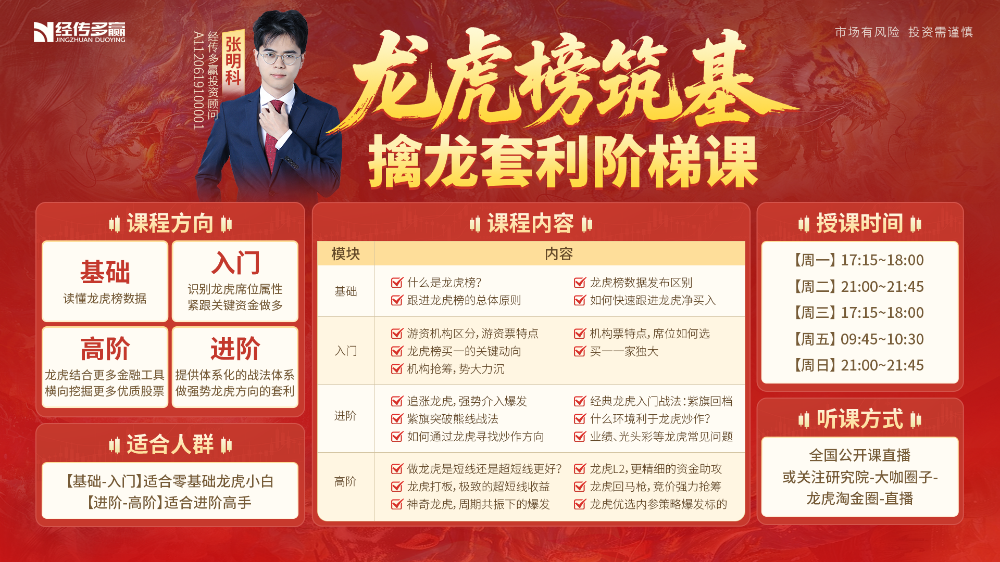 经传多赢
JINGZHUAN DUOYING
市场有风险 投资需谨慎
张明科
经传多赢投资顾问
A1120619100001
龙虎榜筑基
擒龙套利阶梯课
课程方向
基础
读懂龙虎榜数据
入门
识别龙虎席位属性
紧跟关键资金做多
高阶
龙虎结合更多金融工具
横向挖掘更多优质股票
进阶
提供体系化的战法体系
做强势龙虎方向的套利
适合人群
【基础-入门】适合零基础龙虎小白
【进阶-高阶】适合进阶高手
课程内容
模块 内容
基础
什么是龙虎榜? 龙虎榜数据发布区别
跟进龙虎榜的总体原则 如何快速跟进龙虎净买入
入门
游资机构区分,游资票特点 机构票特点,席位如何选
龙虎榜买一的关键动向 买一一家独大
机构抢筹,势大力沉
进阶
追涨龙虎,强势介入爆发 经典龙虎入门战法:紫旗回档
紫旗突破熊线战法 什么环境利于龙虎炒作?
如何通过龙虎寻找炒作方向 业绩、光头彩等龙虎常见问题
高阶
做龙虎是短线还是超短线更好? 龙虎L2,更精细的资金助攻
龙虎打板,极致的超短线收益 龙虎回马枪,竞价强力抢筹
神奇龙虎,周期共振下的爆发 龙虎优选内参策略爆发标的
授课时间
【周一】17:15~18:00
【周二】21:00~21:45
【周三】17:15~18:00
【周五】09:45~10:30
【周日】21:00~21:45
听课方式
全国公开课直播
或关注研究院-大咖圈子-
龙虎淘金圈-直播